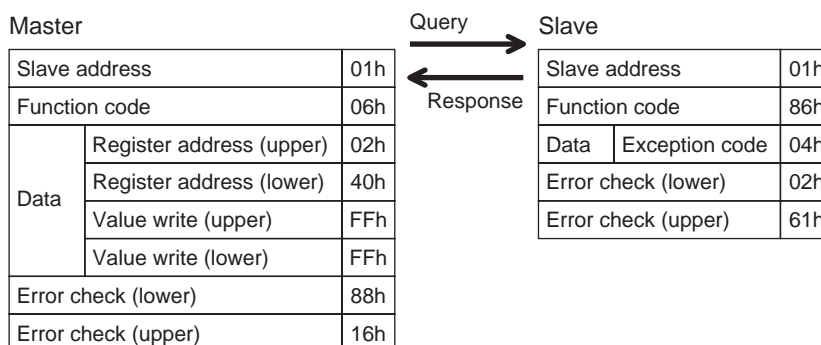 Master
Query
Slave
Response
Slave address 01h
Function code 06h
Data
Register address (upper) 02h
Register address (lower) 40h
Value write (upper) FFh
Value write (lower) FFh
Error check (lower) 88h
Error check (upper) 16h
Slave address 01h
Function code 86h
Data Exception code 04h
Error check (lower) 02h
Error check (upper) 61h